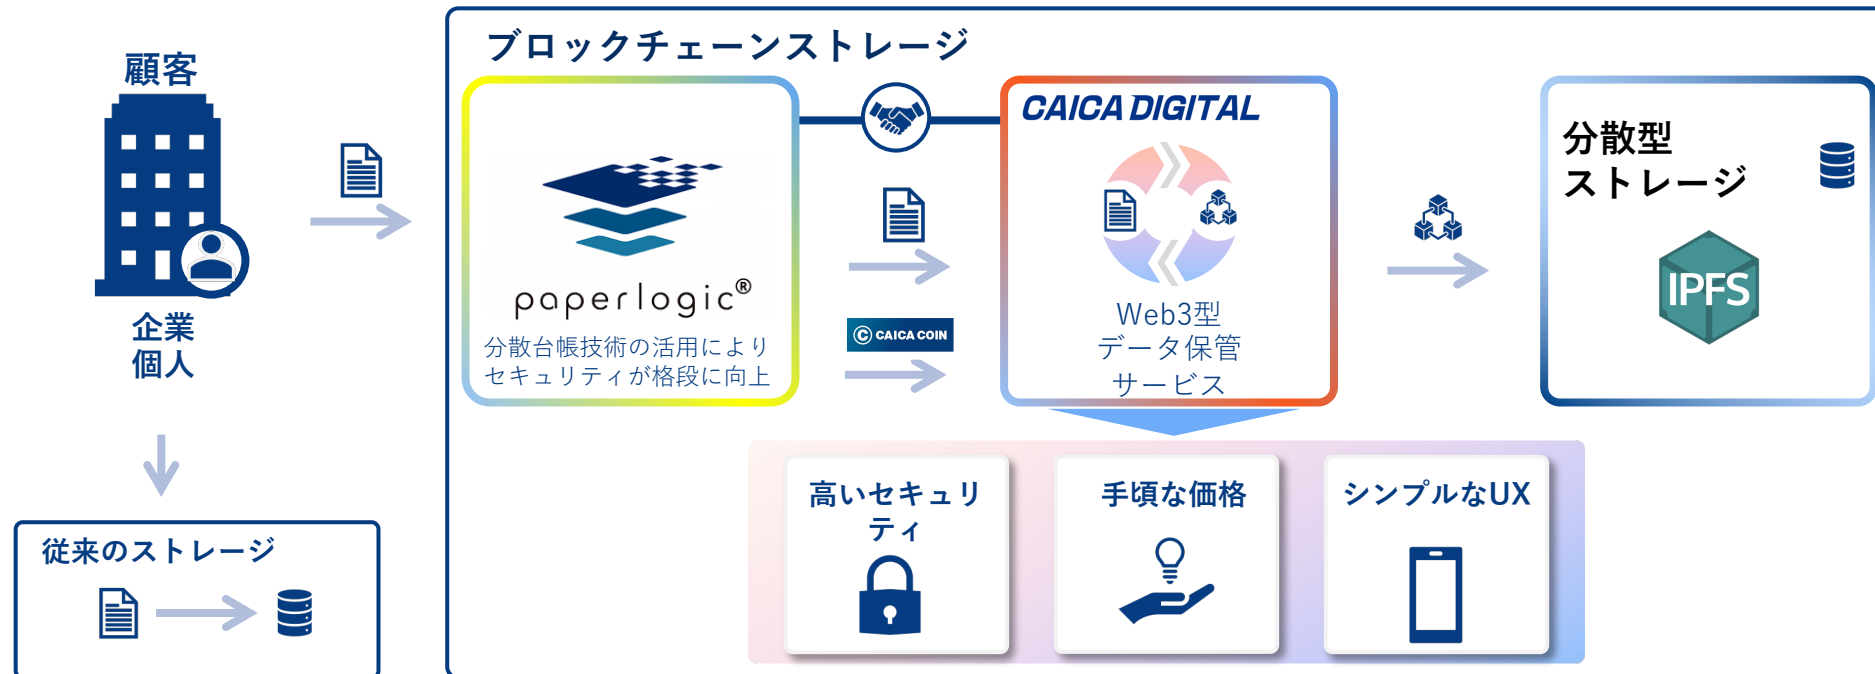 顧客
企業
個人
従来のストレージ
ブロックチェーンストレージ
paperlogic®
分散台帳技術の活用により
セキュリティが格段に向上
© CAICA COIN
CAICA DIGITAL
Web3型
データ保管
サービス
分散型
ストレージ
IPFS
高いセキュリ
ティ
手頃な価格
シンプルなUX